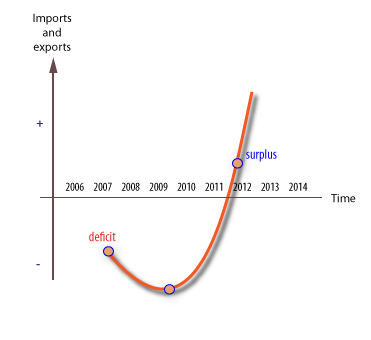 Imports
and
exports
+
surplus
2006 2007 2008 2009 2010 2011 2012 2013 2014
Time
deficit
-